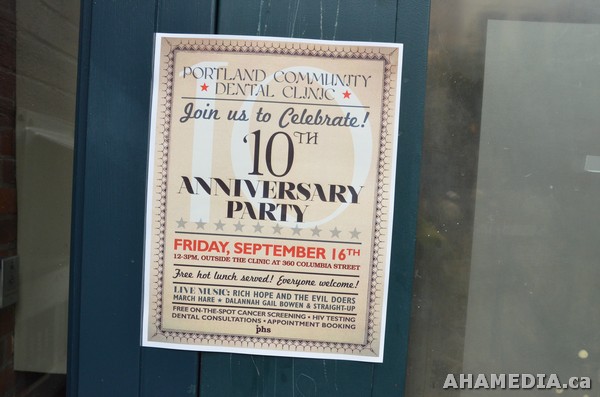 PORTLAND COMMUNITY
★ DENTAL CLINIC ★
Join us to Celebrate!
10
10TH
ANNIVERSARY
PARTY
FRIDAY, SEPTEMBER 16TH
12-3PM, OUTSIDE THE CLINIC AT 360 COLUMBIA STREET
Free hot lunch served! Everyone welcome!
LIVE MUSIC: RICH HOPE AND THE EVIL DOERS
MARCH HARE ★ DALANNAH GAIL BOWEN & STRAIGHT-UP
FREE ON-THE-SPOT CANCER SCREENING • HIV TESTING
DENTAL CONSULTATIONS • APPOINTMENT BOOKING
phs
AHAMEDIA.ca